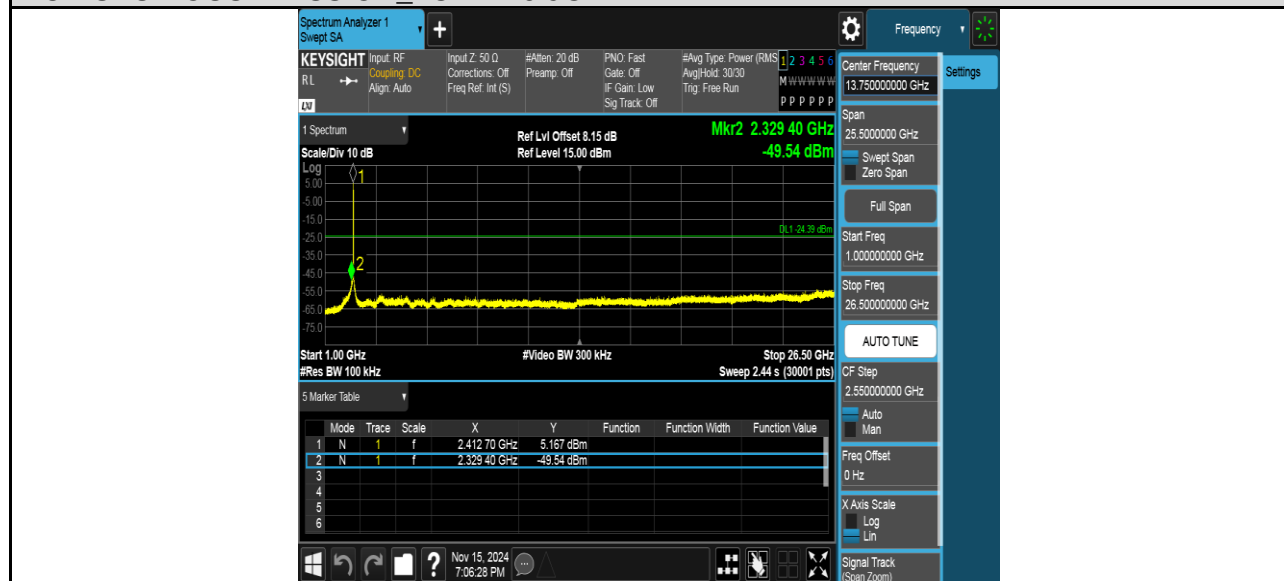 Spectrum Analyzer 1
Swept SA
+
Frequency
KEYSIGHT
RL
LXI
Input: RF
Coupling: DC
Align: Auto
Input Z: 50 Ω
Corrections: Off
Freq Ref: Int (S)
#Atten: 20 dB
Preamp: Off
PNO: Fast
Gate: Off
IF Gain: Low
Sig Track: Off
#Avg Type: Power (RMS
Avg|Hold: 30/30
Trig: Free Run
1 2 3 4 5 6
M W W W W W
P P P P P P
1 Spectrum
Scale/Div 10 dB
Ref Lvl Offset 8.15 dB
Ref Level 15.00 dBm
Mkr2 2.329 40 GHz
-49.54 dBm
Log
5.00
-5.00
-15.0
-25.0
-35.0
-45.0
-55.0
-65.0
-75.0
1
2
DL1 -24.39 dBm
Start 1.00 GHz
#Res BW 100 kHz
#Video BW 300 kHz
Stop 26.50 GHz
Sweep 2.44 s (30001 pts)
5 Marker Table
Mode Trace Scale X Y Function Function Width Function Value
1 N 1 f 2.412 70 GHz 5.167 dBm
2 N 1 f 2.329 40 GHz -49.54 dBm
3
4
5
6
?
Nov 15, 2024
7:06:28 PM
Center Frequency
13.750000000 GHz
Settings
Span
25.5000000 GHz
Swept Span
Zero Span
Full Span
Start Freq
1.000000000 GHz
Stop Freq
26.500000000 GHz
AUTO TUNE
CF Step
2.550000000 GHz
Auto
Man
Freq Offset
0 Hz
X Axis Scale
Log
Lin
Signal Track
(Span Zoom)